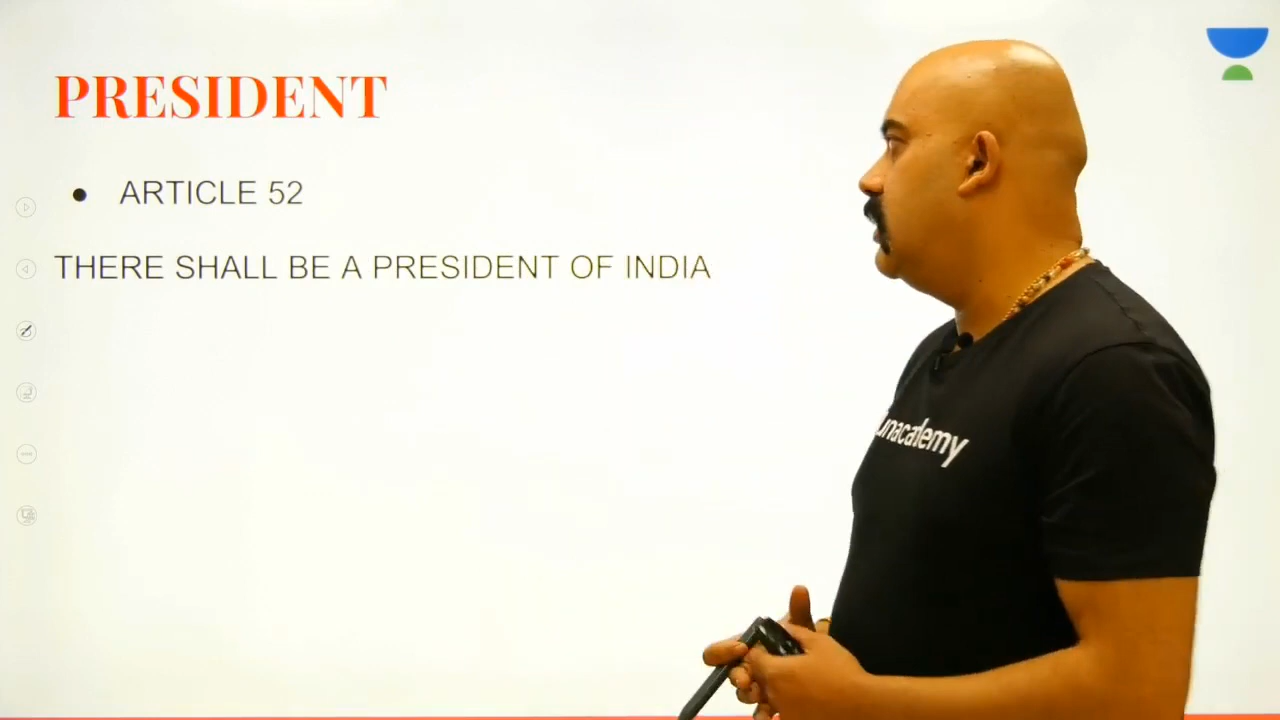 PRESIDENT
ARTICLE 52
THERE SHALL BE A PRESIDENT OF INDIA
unacademy